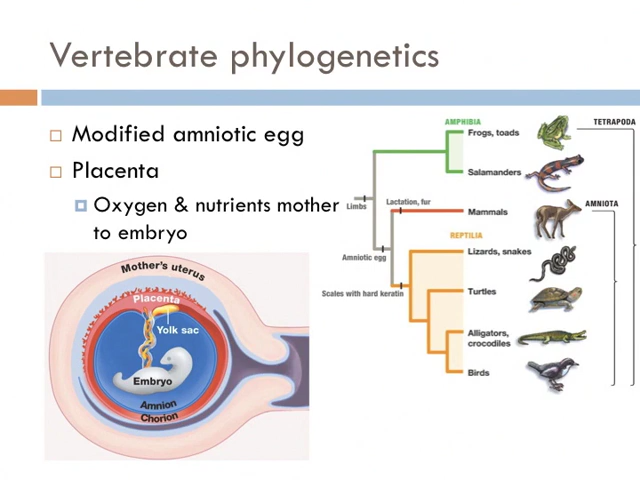 Vertebrate phylogenetics
Modified amniotic egg
Placenta
Oxygen & nutrients mother
to embryo
Mother's uterus
Placenta
Yolk sac
Embryo
Amnion
Chorion
AMPHIBIA
TETRAPODA
Frogs, toads
Salamanders
Limbs
Lactation, fur
Mammals
AMNIOTA
REPTILIA
Amniotic egg
Lizards, snakes
Scales with hard keratin
Turtles
Alligators,
crocodiles
Birds